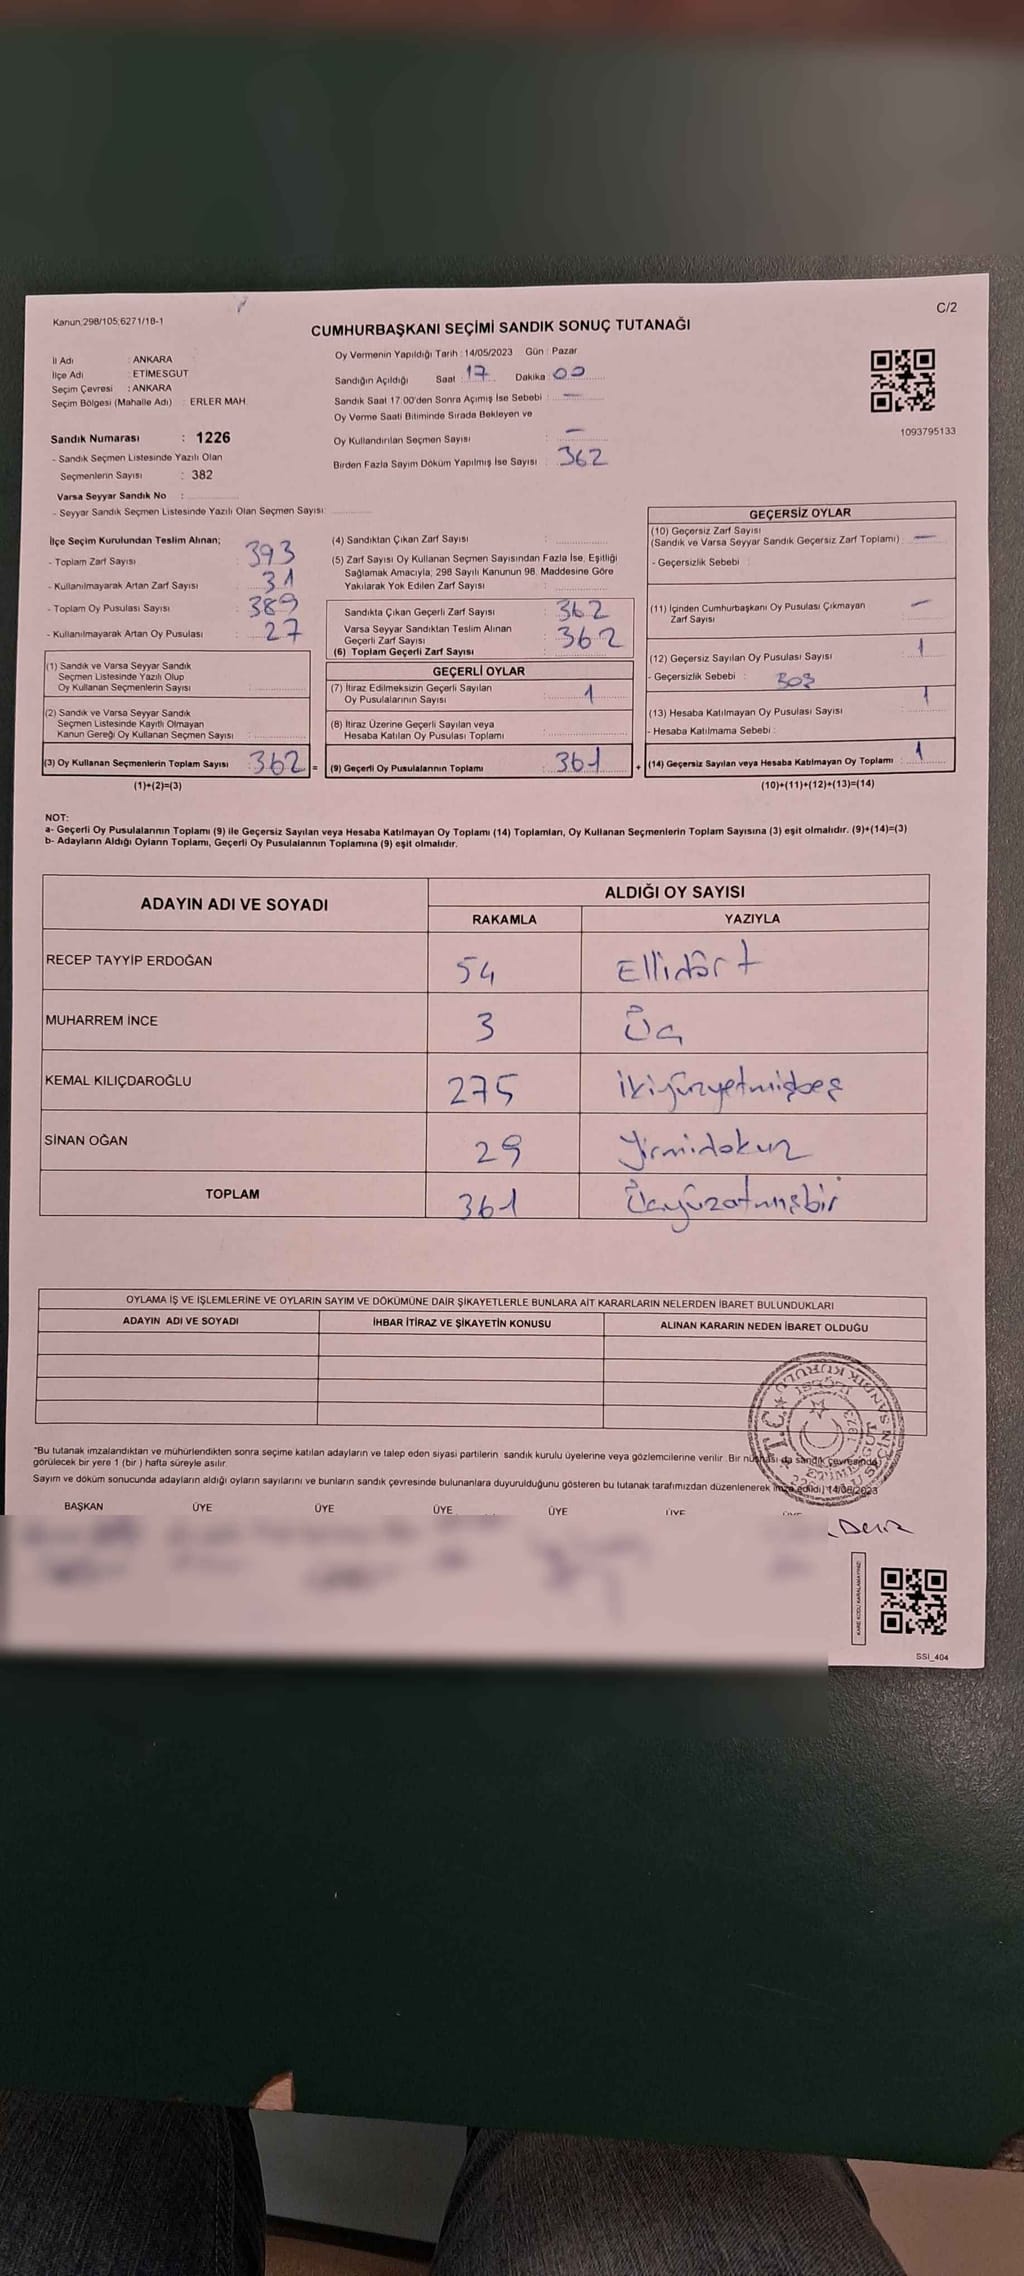 Kanun;298/105;6271/18-1
C/2
CUMHURBAŞKANI SEÇİMİ SANDIK SONUÇ TUTANAĞI
İl Adı : ANKARA
İlçe Adı : ETİMESGUT
Seçim Çevresi : ANKARA
Seçim Bölgesi (Mahalle Adı) : ERLER MAH.
Sandık Numarası : 1226
- Sandık Seçmen Listesinde Yazılı Olan
Seçmenlerin Sayısı : 382
Varsa Seyyar Sandık No :
- Seyyar Sandık Seçmen Listesinde Yazılı Olan Seçmen Sayısı:
Oy Vermenin Yapıldığı Tarih : 14/05/2023 Gün : Pazar
Sandığın Açıldığı Saat : 17 Dakika : 00
Sandık Saat 17.00'den Sonra Açımış İse Sebebi : —
Oy Verme Saati Bitiminde Sırada Bekleyen ve
Oy Kullandırılan Seçmen Sayısı : —
Birden Fazla Sayım Döküm Yapılmış İse Sayısı : 362
1093795133
İlçe Seçim Kurulundan Teslim Alınan;
- Toplam Zarf Sayısı : 393
- Kullanılmayarak Artan Zarf Sayısı : 31
- Toplam Oy Pusulası Sayısı : 389
- Kullanılmayarak Artan Oy Pusulası : 27
(1) Sandık ve Varsa Seyyar Sandık
Seçmen Listesinde Yazılı Olup
Oy Kullanan Seçmenlerin Sayısı :
(2) Sandık ve Varsa Seyyar Sandık
Seçmen Listesinde Kayıtlı Olmayan
Kanun Gereği Oy Kullanan Seçmen Sayısı :
(3) Oy Kullanan Seçmenlerin Toplam Sayısı : 362 =
(1)+(2)=(3)
(4) Sandıktan Çıkan Zarf Sayısı :
(5) Zarf Sayısı Oy Kullanan Seçmen Sayısından Fazla İse, Eşitliği
Sağlamak Amacıyla; 298 Sayılı Kanunun 98. Maddesine Göre
Yakılarak Yok Edilen Zarf Sayısı :
Sandıkta Çıkan Geçerli Zarf Sayısı : 362
Varsa Seyyar Sandıktan Teslim Alınan
Geçerli Zarf Sayısı : 362
(6) Toplam Geçerli Zarf Sayısı :
GEÇERLİ OYLAR
(7) İtiraz Edilmeksizin Geçerli Sayılan
Oy Pusulalarının Sayısı : 1
(8) İtiraz Üzerine Geçerli Sayılan veya
Hesaba Katılan Oy Pusulası Toplamı :
(9) Geçerli Oy Pusulalarının Toplamı : 361 +
GEÇERSİZ OYLAR
(10) Geçersiz Zarf Sayısı
(Sandık ve Varsa Seyyar Sandık Geçersiz Zarf Toplamı) : —
- Geçersizlik Sebebi :
(11) İçinden Cumhurbaşkanı Oy Pusulası Çıkmayan
Zarf Sayısı : —
(12) Geçersiz Sayılan Oy Pusulası Sayısı : 1
- Geçersizlik Sebebi :
(13) Hesaba Katılmayan Oy Pusulası Sayısı : 1
- Hesaba Katılmama Sebebi :
(14) Geçersiz Sayılan veya Hesaba Katılmayan Oy Toplamı : 1
(10)+(11)+(12)+(13)=(14)
NOT:
a- Geçerli Oy Pusulalarının Toplamı (9) ile Geçersiz Sayılan veya Hesaba Katılmayan Oy Toplamı (14) Toplamları, Oy Kullanan Seçmenlerin Toplam Sayısına (3) eşit olmalıdır. (9)+(14)=(3)
b- Adayların Aldığı Oyların Toplamı, Geçerli Oy Pusulalarının Toplamına (9) eşit olmalıdır.
ADAYIN ADI VE SOYADI
ALDIĞI OY SAYISI
RAKAMLA YAZIYLA
RECEP TAYYİP ERDOĞAN 54 Ellidört
MUHARREM İNCE 3 Üç
KEMAL KILIÇDAROĞLU 275 ikiyüzyetmişbeş
SİNAN OĞAN 29 Yirmidokuz
TOPLAM 361 Üçyüzatmışbir
OYLAMA İŞ VE İŞLEMLERİNE VE OYLARIN SAYIM VE DÖKÜMÜNE DAİR ŞİKAYETLERLE BUNLARA AİT KARARLARIN NELERDEN İBARET BULUNDUKLARI
ADAYIN ADI VE SOYADI İHBAR İTİRAZ VE ŞİKAYETİN KONUSU ALINAN KARARIN NEDEN İBARET OLDUĞU
*Bu tutanak imzalandıktan ve mühürlendikten sonra seçime katılan adayların ve talep eden siyasi partilerin sandık kurulu üyelerine veya gözlemcilerine verilir. Bir nüshası da sandık çevresinde
görülecek bir yere 1 (bir) hafta süreyle asılır.
Sayım ve döküm sonucunda adayların aldığı oyların sayılarını ve bunların sandık çevresinde bulunanlara duyurulduğunu gösteren bu tutanak tarafımızdan düzenlenerek imza edildi.
BAŞKAN ÜYE ÜYE ÜYE ÜYE ÜYE ÜYE
KARE KODU KARALAMAYINIZ!
SSI_404